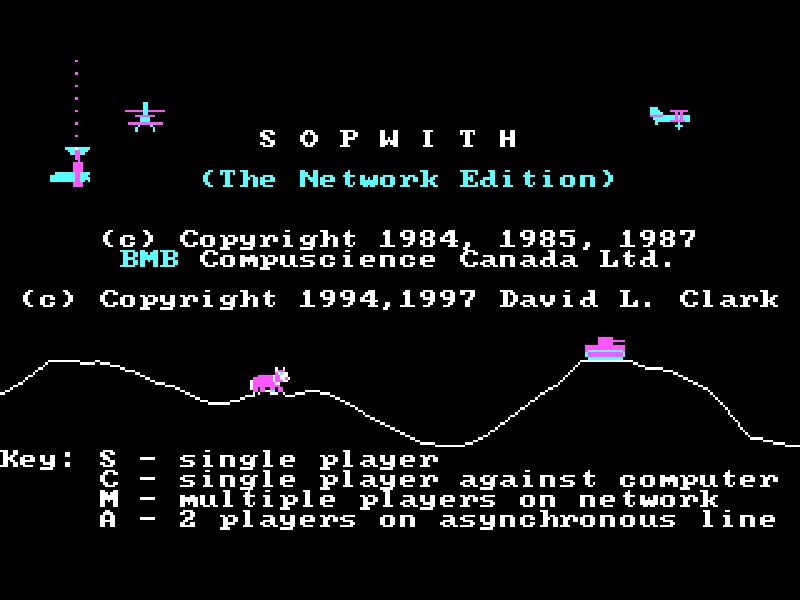 S O P W I T H
(The Network Edition)
(c) Copyright 1984, 1985, 1987
BMB Compuscience Canada Ltd.
(c) Copyright 1994,1997 David L. Clark
Key: S - single player
C - single player against computer
M - multiple players on network
A - 2 players on asynchronous line